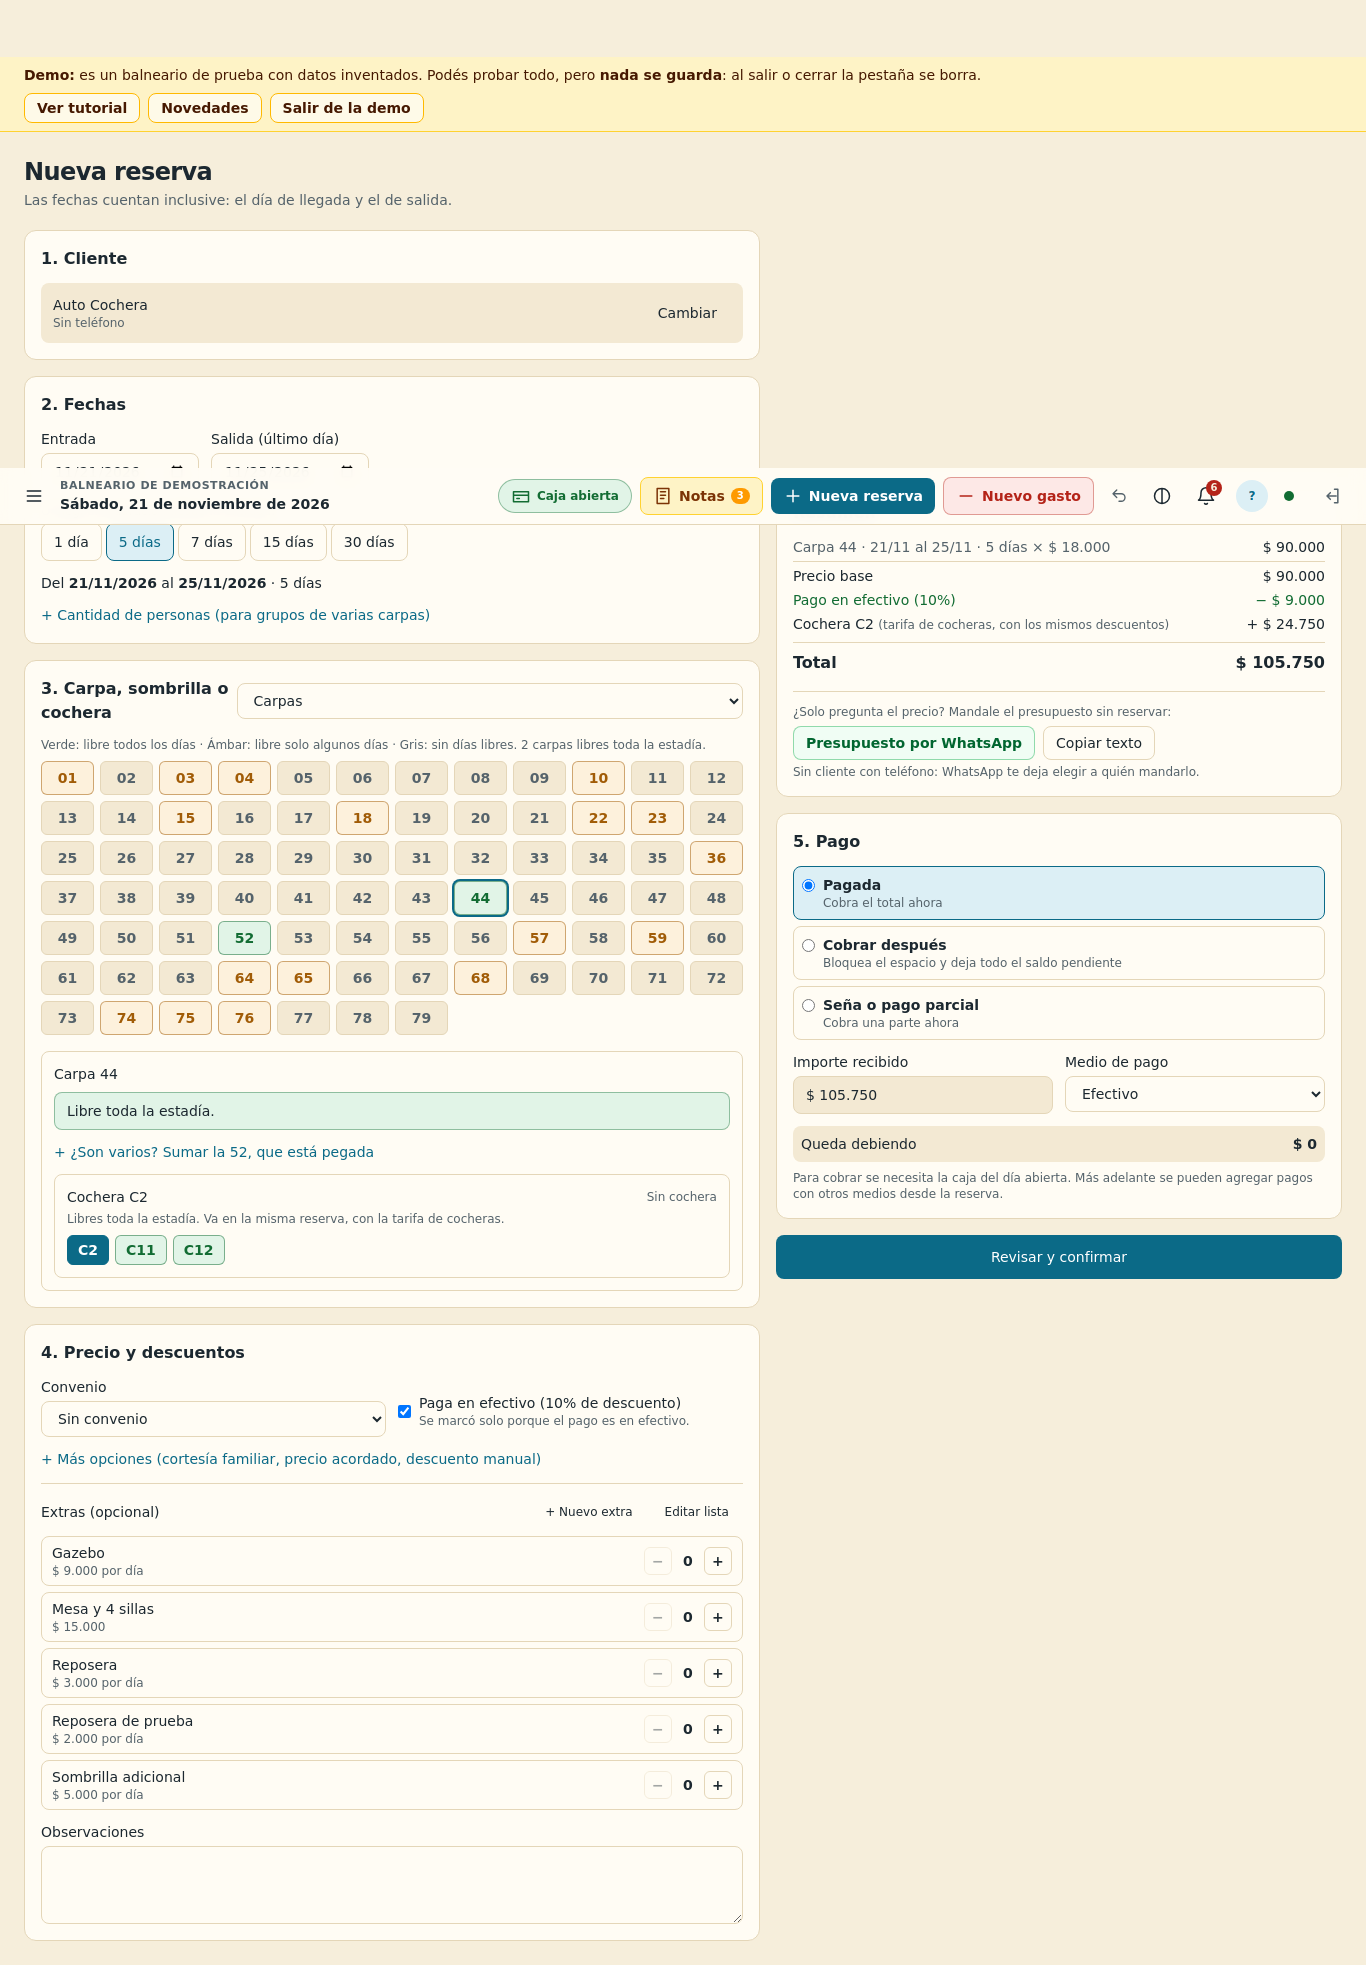 Demo: es un balneario de prueba con datos inventados. Podés probar todo, pero nada se guarda: al salir o cerrar la pestaña se borra.
Ver tutorial
Novedades
Salir de la demo
Nueva reserva
Las fechas cuentan inclusive: el día de llegada y el de salida.
1. Cliente
Auto Cochera
Sin teléfono
Cambiar
2. Fechas
Entrada
Salida (último día)
BALNEARIO DE DEMOSTRACIÓN
Sábado, 21 de noviembre de 2026
Caja abierta
Notas 3
Nueva reserva
Nuevo gasto
6
?
1 día
5 días
7 días
15 días
30 días
Del 21/11/2026 al 25/11/2026 · 5 días
+ Cantidad de personas (para grupos de varias carpas)
3. Carpa, sombrilla o
cochera
Carpas
Verde: libre todos los días · Ámbar: libre solo algunos días · Gris: sin días libres. 2 carpas libres toda la estadía.
01 02 03 04 05 06 07 08 09 10 11 12
13 14 15 16 17 18 19 20 21 22 23 24
25 26 27 28 29 30 31 32 33 34 35 36
37 38 39 40 41 42 43 44 45 46 47 48
49 50 51 52 53 54 55 56 57 58 59 60
61 62 63 64 65 66 67 68 69 70 71 72
73 74 75 76 77 78 79
Carpa 44
Libre toda la estadía.
+ ¿Son varios? Sumar la 52, que está pegada
Cochera C2
Sin cochera
Libres toda la estadía. Va en la misma reserva, con la tarifa de cocheras.
C2
C11
C12
4. Precio y descuentos
Convenio
Sin convenio
Paga en efectivo (10% de descuento)
Se marcó solo porque el pago es en efectivo.
+ Más opciones (cortesía familiar, precio acordado, descuento manual)
Extras (opcional)
+ Nuevo extra
Editar lista
Gazebo
$ 9.000 por día
− 0 +
Mesa y 4 sillas
$ 15.000
− 0 +
Reposera
$ 3.000 por día
− 0 +
Reposera de prueba
$ 2.000 por día
− 0 +
Sombrilla adicional
$ 5.000 por día
− 0 +
Observaciones
Carpa 44 · 21/11 al 25/11 · 5 días × $ 18.000 $ 90.000
Precio base $ 90.000
Pago en efectivo (10%) − $ 9.000
Cochera C2 (tarifa de cocheras, con los mismos descuentos) + $ 24.750
Total $ 105.750
¿Solo pregunta el precio? Mandale el presupuesto sin reservar:
Presupuesto por WhatsApp
Copiar texto
Sin cliente con teléfono: WhatsApp te deja elegir a quién mandarlo.
5. Pago
Pagada
Cobra el total ahora
Cobrar después
Bloquea el espacio y deja todo el saldo pendiente
Seña o pago parcial
Cobra una parte ahora
Importe recibido
Medio de pago
$ 105.750
Efectivo
Queda debiendo $ 0
Para cobrar se necesita la caja del día abierta. Más adelante se pueden agregar pagos
con otros medios desde la reserva.
Revisar y confirmar